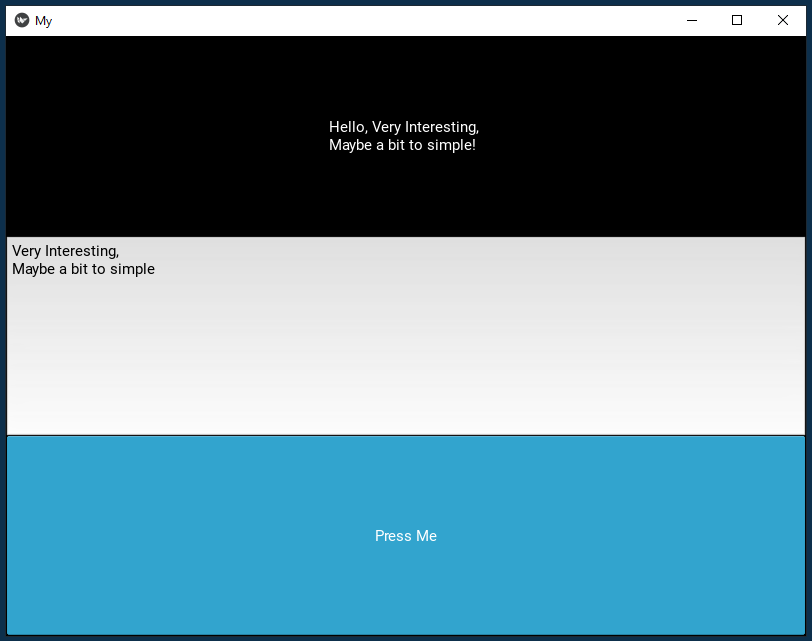 My
Hello, Very Interesting,
Maybe a bit to simple!
Very Interesting,
Maybe a bit to simple
Press Me